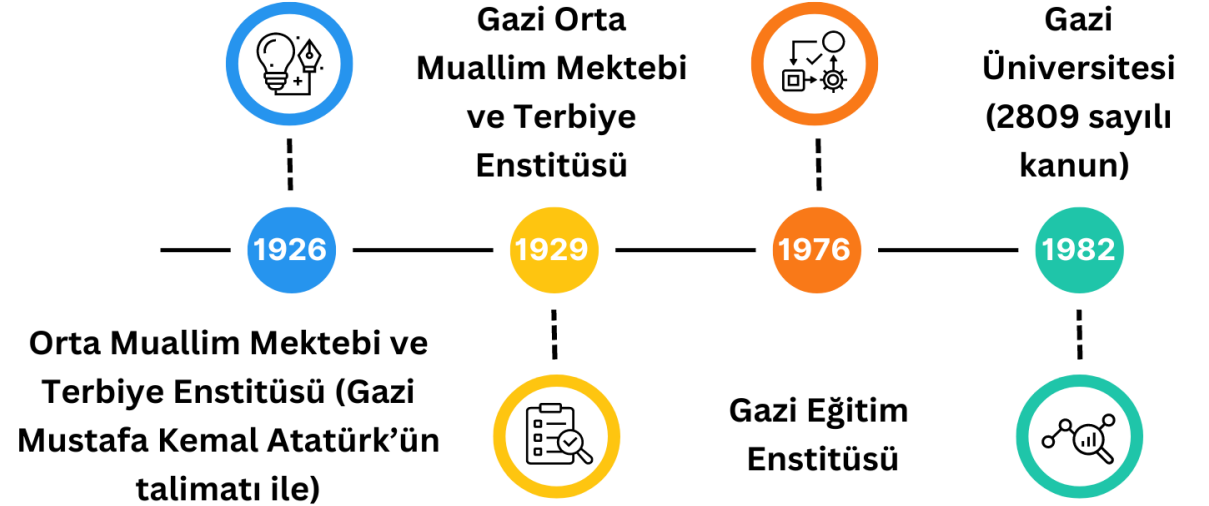 Gazi Orta
Muallim Mektebi
ve Terbiye
Enstitüsü
Gazi
Üniversitesi
(2809 sayılı
kanun)
1926
1929
1976
1982
Orta Muallim Mektebi ve
Terbiye Enstitüsü (Gazi
Mustafa Kemal Atatürk’ün
talimatı ile)
Gazi Eğitim
Enstitüsü